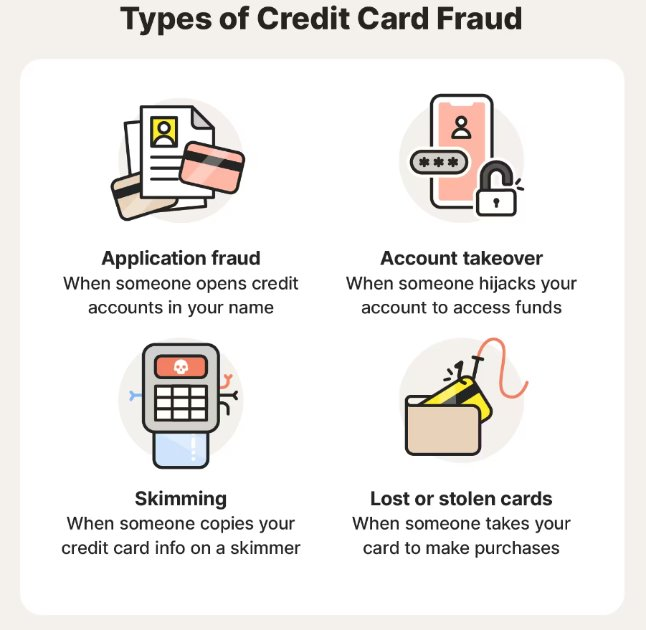 Types of Credit Card Fraud
***
Application fraud
When someone opens credit
accounts in your name
Account takeover
When someone hijacks your
account to access funds
Skimming
When someone copies your
credit card info on a skimmer
Lost or stolen cards
When someone takes your
card to make purchases